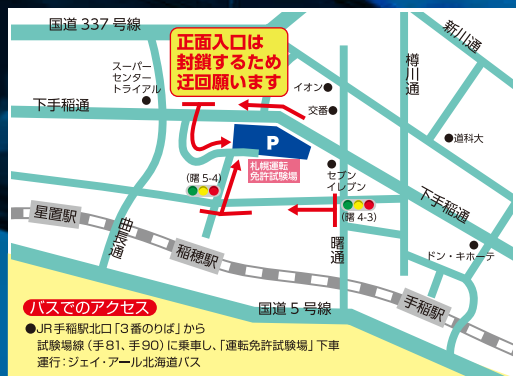 国道337号線
正面入口は
封鎖するため
迂回願います
新川通
樽川通
スーパー
センター
トライアル
イオン
交番
下手稲通
道科大
P
札幌運転
免許試験場
セブン
イレブン
(曙 5-4)
(曙 4-3)
下手稲通
星置駅
曲長通
稲穂駅
曙通
ドン・キホーテ
手稲駅
国道5号線
バスでのアクセス
●JR手稲駅北口「3番のりば」から
試験場線(手81、手90)に乗車し、「運転免許試験場」下車
運行:ジェイ・アール北海道バス